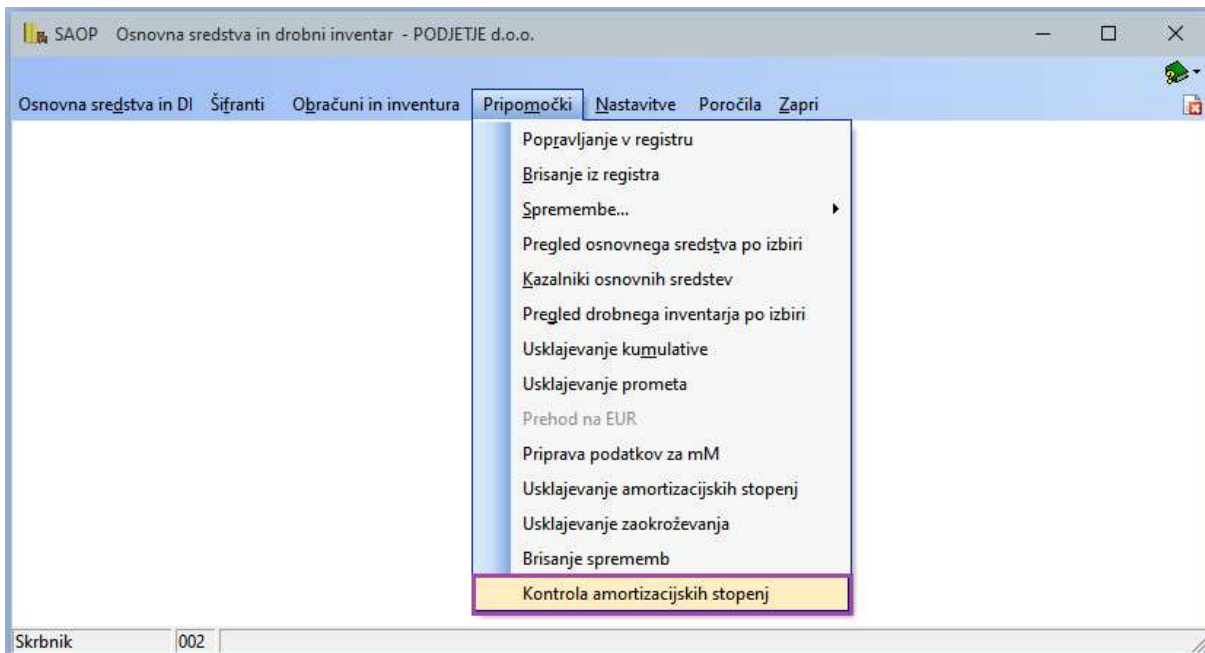 SAOP Osnovna sredstva in drobni inventar - PODJETJE d.o.o.
Osnovna sredstva in DI Šifranti Obračuni in inventura Pripomočki Nastavitve Poročila Zapri
Popravljanje v registru
Brisanje iz registra
Spremembe...
Pregled osnovnega sredstva po izbiri
Kazalniki osnovnih sredstev
Pregled drobnega inventarja po izbiri
Usklajevanje kumulative
Usklajevanje prometa
Prehod na EUR
Priprava podatkov za mM
Usklajevanje amortizacijskih stopenj
Usklajevanje zaokroževanja
Brisanje sprememb
Kontrola amortizacijskih stopenj
Skrbnik 002